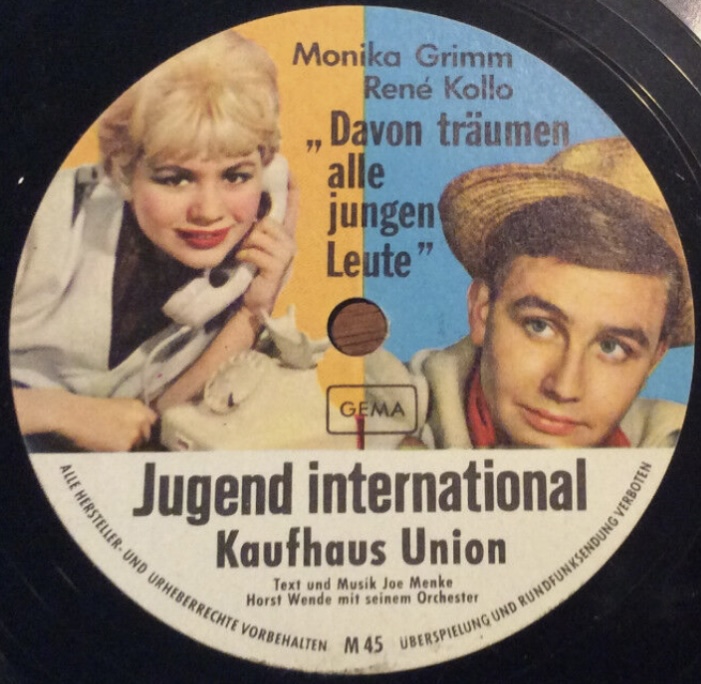 Monika Grimm
René Kollo
„Davon träumen
alle
jungen
Leute”
GEMA
Jugend international
Kaufhaus Union
Text und Musik Joe Menke
Horst Wende mit seinem Orchester
ALLE HERSTELLER- UND URHEBERRECHTE VORBEHALTEN M 45 ÜBERSPIELUNG UND RUNDFUNKSENDUNG VERBOTEN